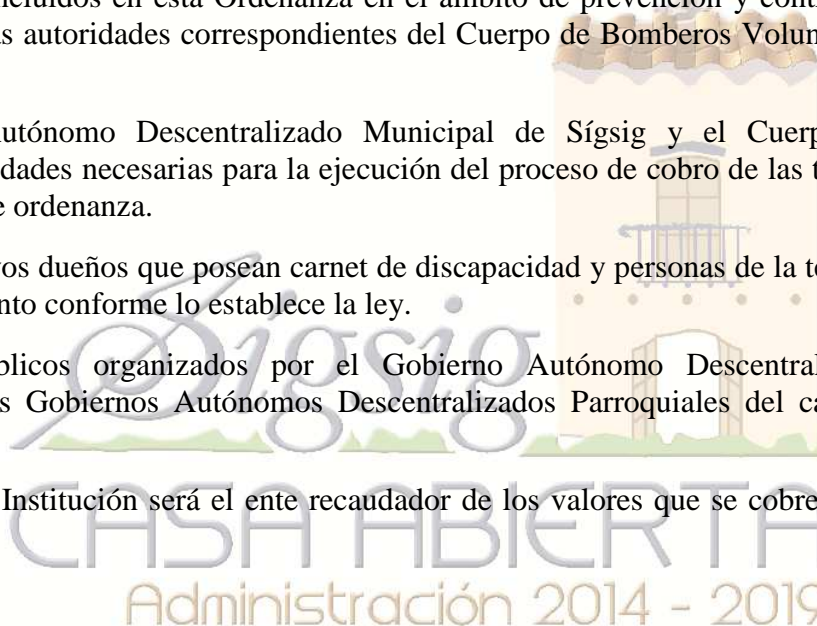 cluidos en esta Ordenanza en el ámbito de prevención y cont
as autoridades correspondientes del Cuerpo de Bomberos Volun
utónomo Descentralizado Municipal de Sígsig y el Cuerp
idades necesarias para la ejecución del proceso de cobro de las t
e ordenanza.
os dueños que posean carnet de discapacidad y personas de la te
nto conforme lo establece la ley.
blicos organizados por el Gobierno Autónomo Descentral
s Gobiernos Autónomos Descentralizados Parroquiales del ca
Sígsig
Institución será el ente recaudador de los valores que se cobre
CASA ABIERTA
Administración 2014 - 2019